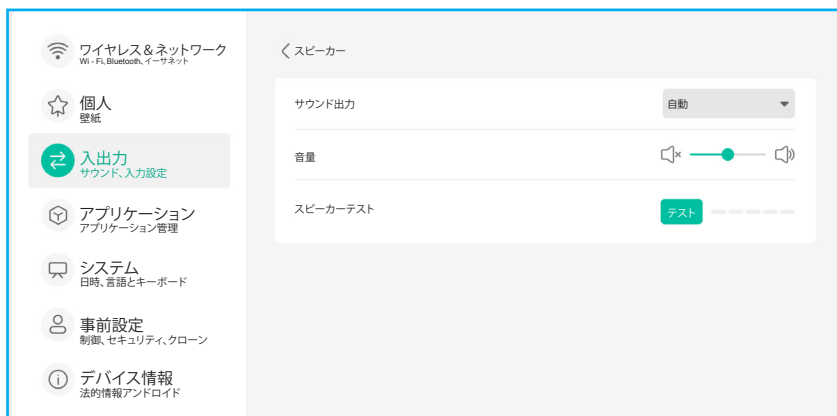 ワイヤレス＆ネットワーク
Wi - Fi、Bluetooth、イーサネット
個人
壁紙
入出力
サウンド、入力設定
アプリケーション
アプリケーション管理
システム
日時、言語とキーボード
事前設定
制御、セキュリティ、クローン
デバイス情報
法的情報アンドロイド
スピーカー
サウンド出力
自動
音量
スピーカーテスト
テスト